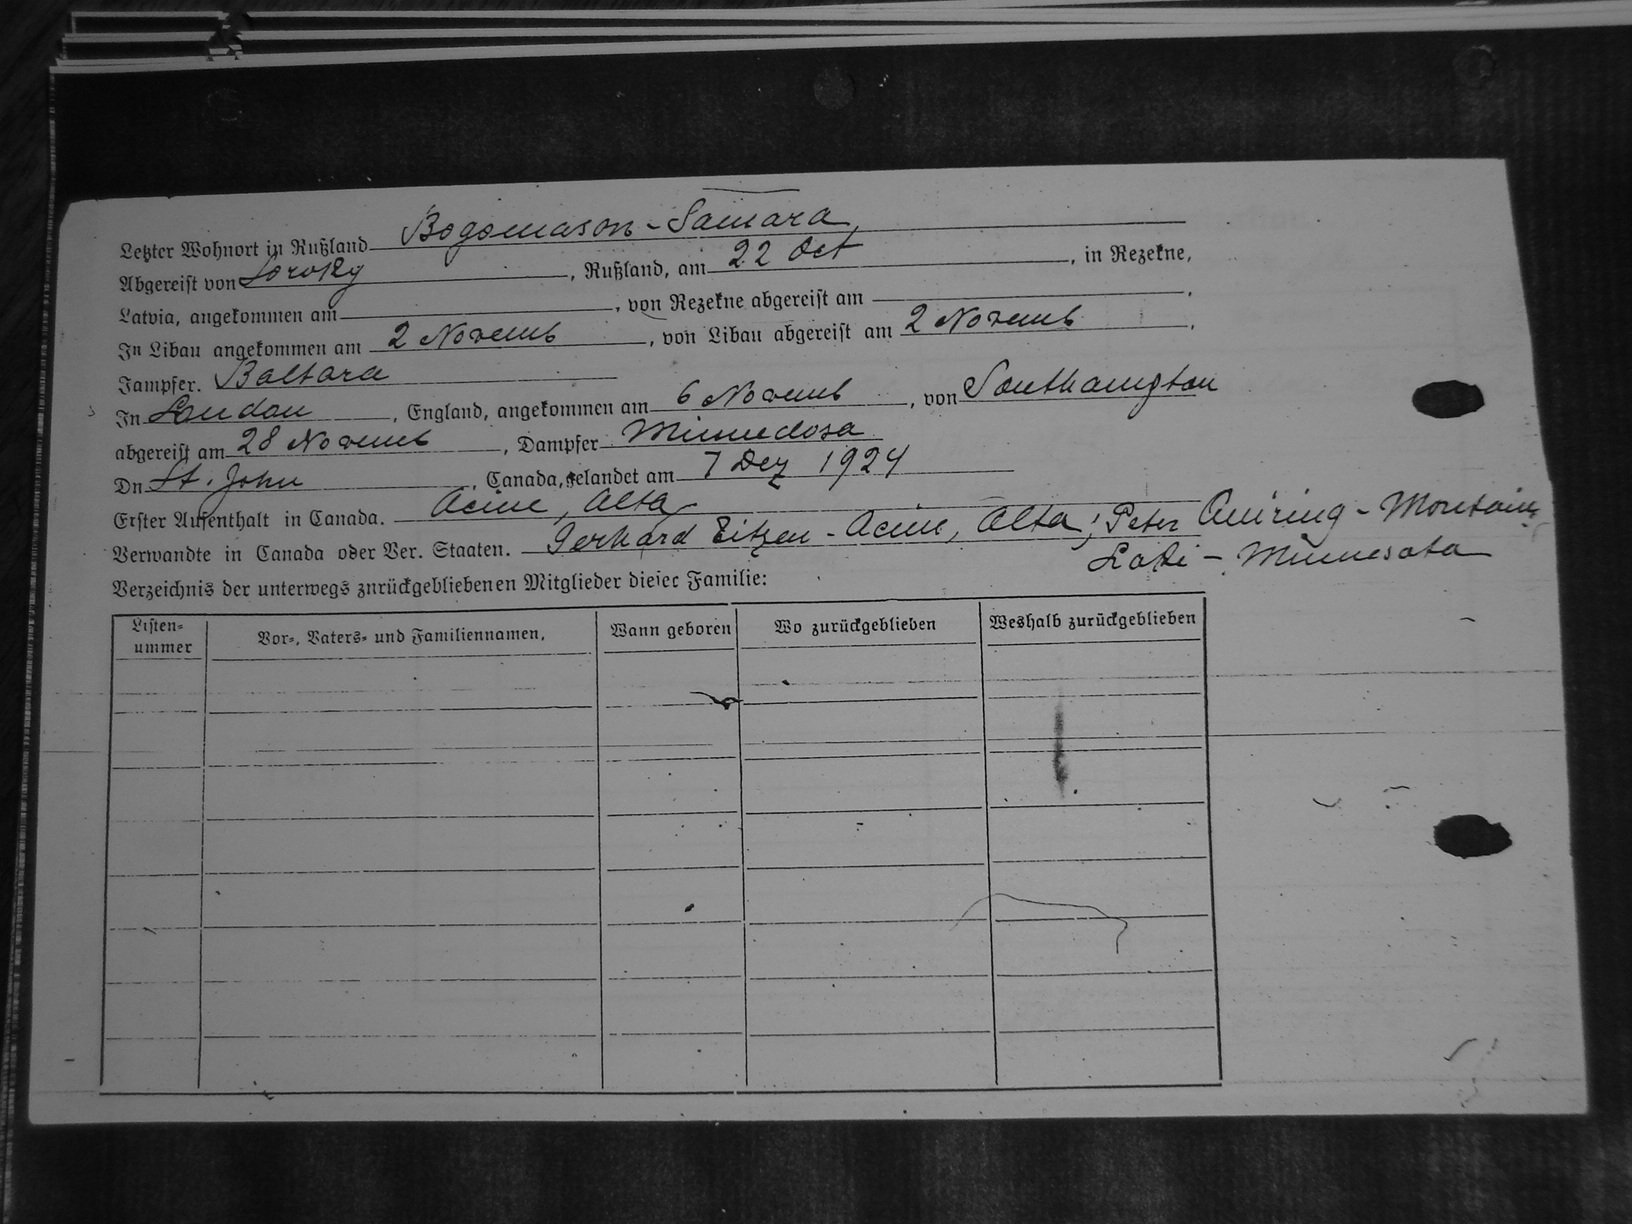 Letzter Wohnort in Rußland Bogomason - Samara
Abgereist von Soroky, Rußland, am 22 Oct, in Rezekne,
Latvia, angekommen am , von Rezekne abgereist am .
In Libau angekommen am 2 Novemb, von Libau abgereist am 2 Novemb.
Jampfer. Baltara
In London, England, angekommen am 6 Novemb, von Southampton
abgereist am 28 Novemb, Dampfer Minnedosa
Dn St. John, Canada, gelandet am 7 Dez 1924
Erster Aufenthalt in Canada. Acme, Alta
Verwandte in Canada oder Ver. Staaten. Gerhard Eitzen - Acme, Alta; Peter Quiring - Mountain
Laki - Minnesota
Verzeichnis der unterwegs zurückgebliebenen Mitglieder dieser Familie:
Listen-
ummer
Vor-, Vaters- und Familiennamen,
Wann geboren
Wo zurückgeblieben
Weshalb zurückgeblieben